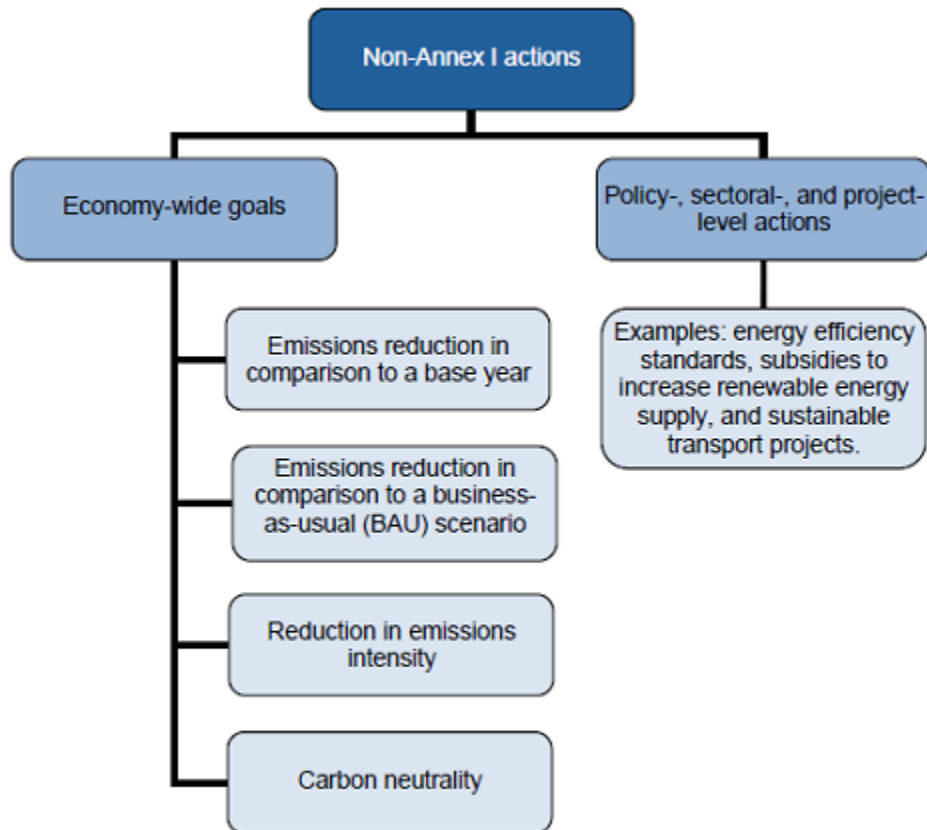 Non-Annex I actions
Economy-wide goals
Policy-, sectoral-, and project-
level actions
Emissions reduction in
comparison to a base year
Emissions reduction in
comparison to a business-
as-usual (BAU) scenario
Reduction in emissions
intensity
Carbon neutrality
Examples: energy efficiency
standards, subsidies to
increase renewable energy
supply, and sustainable
transport projects.